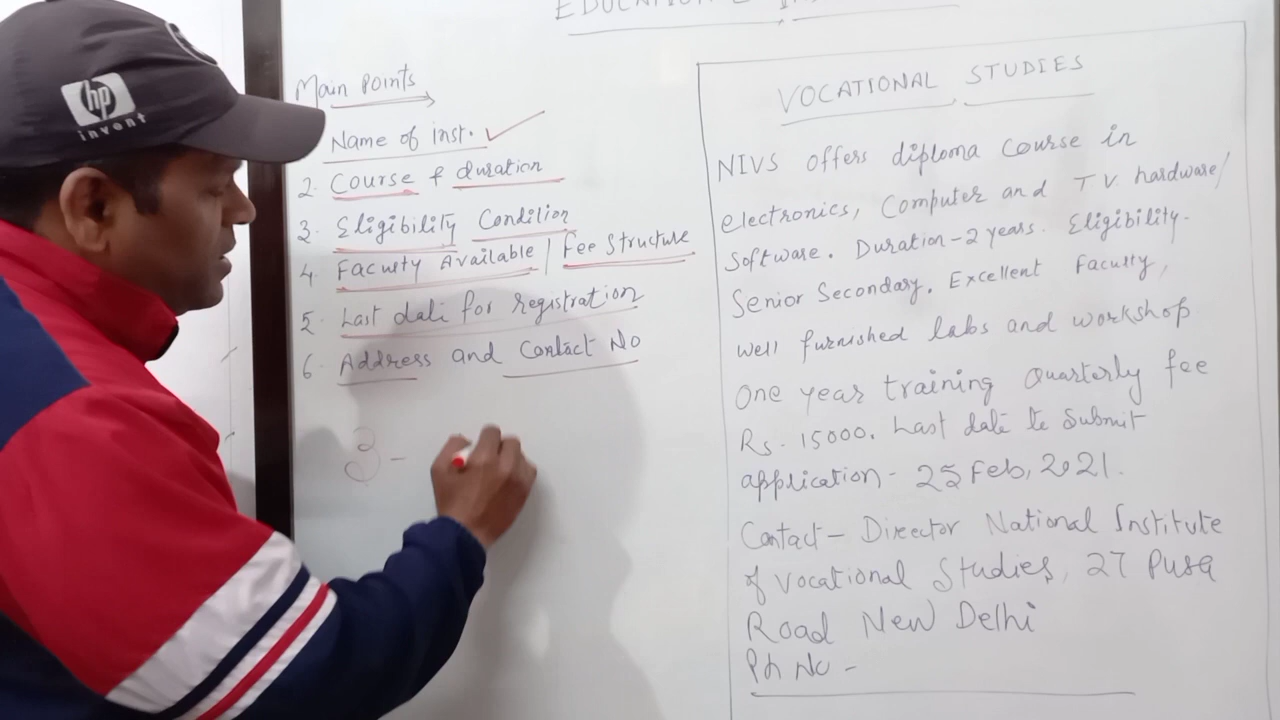 EDUCATION
hp
invent
Main Points
Name of inst. ✓
2. Course & duration
3. Eligibility Condition
4. Faculty Available / Fee Structure
5. Last date for registration
6. Address and Contact No
3-
VOCATIONAL STUDIES
NIVS offers diploma course in
electronics, Computer and T.V. hardware/
Software. Duration-2 years. Eligibility-
Senior Secondary. Excellent Faculty,
well furnished labs and workshop
One year training Quarterly fee
Rs. 15000. Last date to submit
application- 25 Feb, 2021.
Contact- Director National Institute
of Vocational Studies, 27 Pusa
Road New Delhi
Ph No -